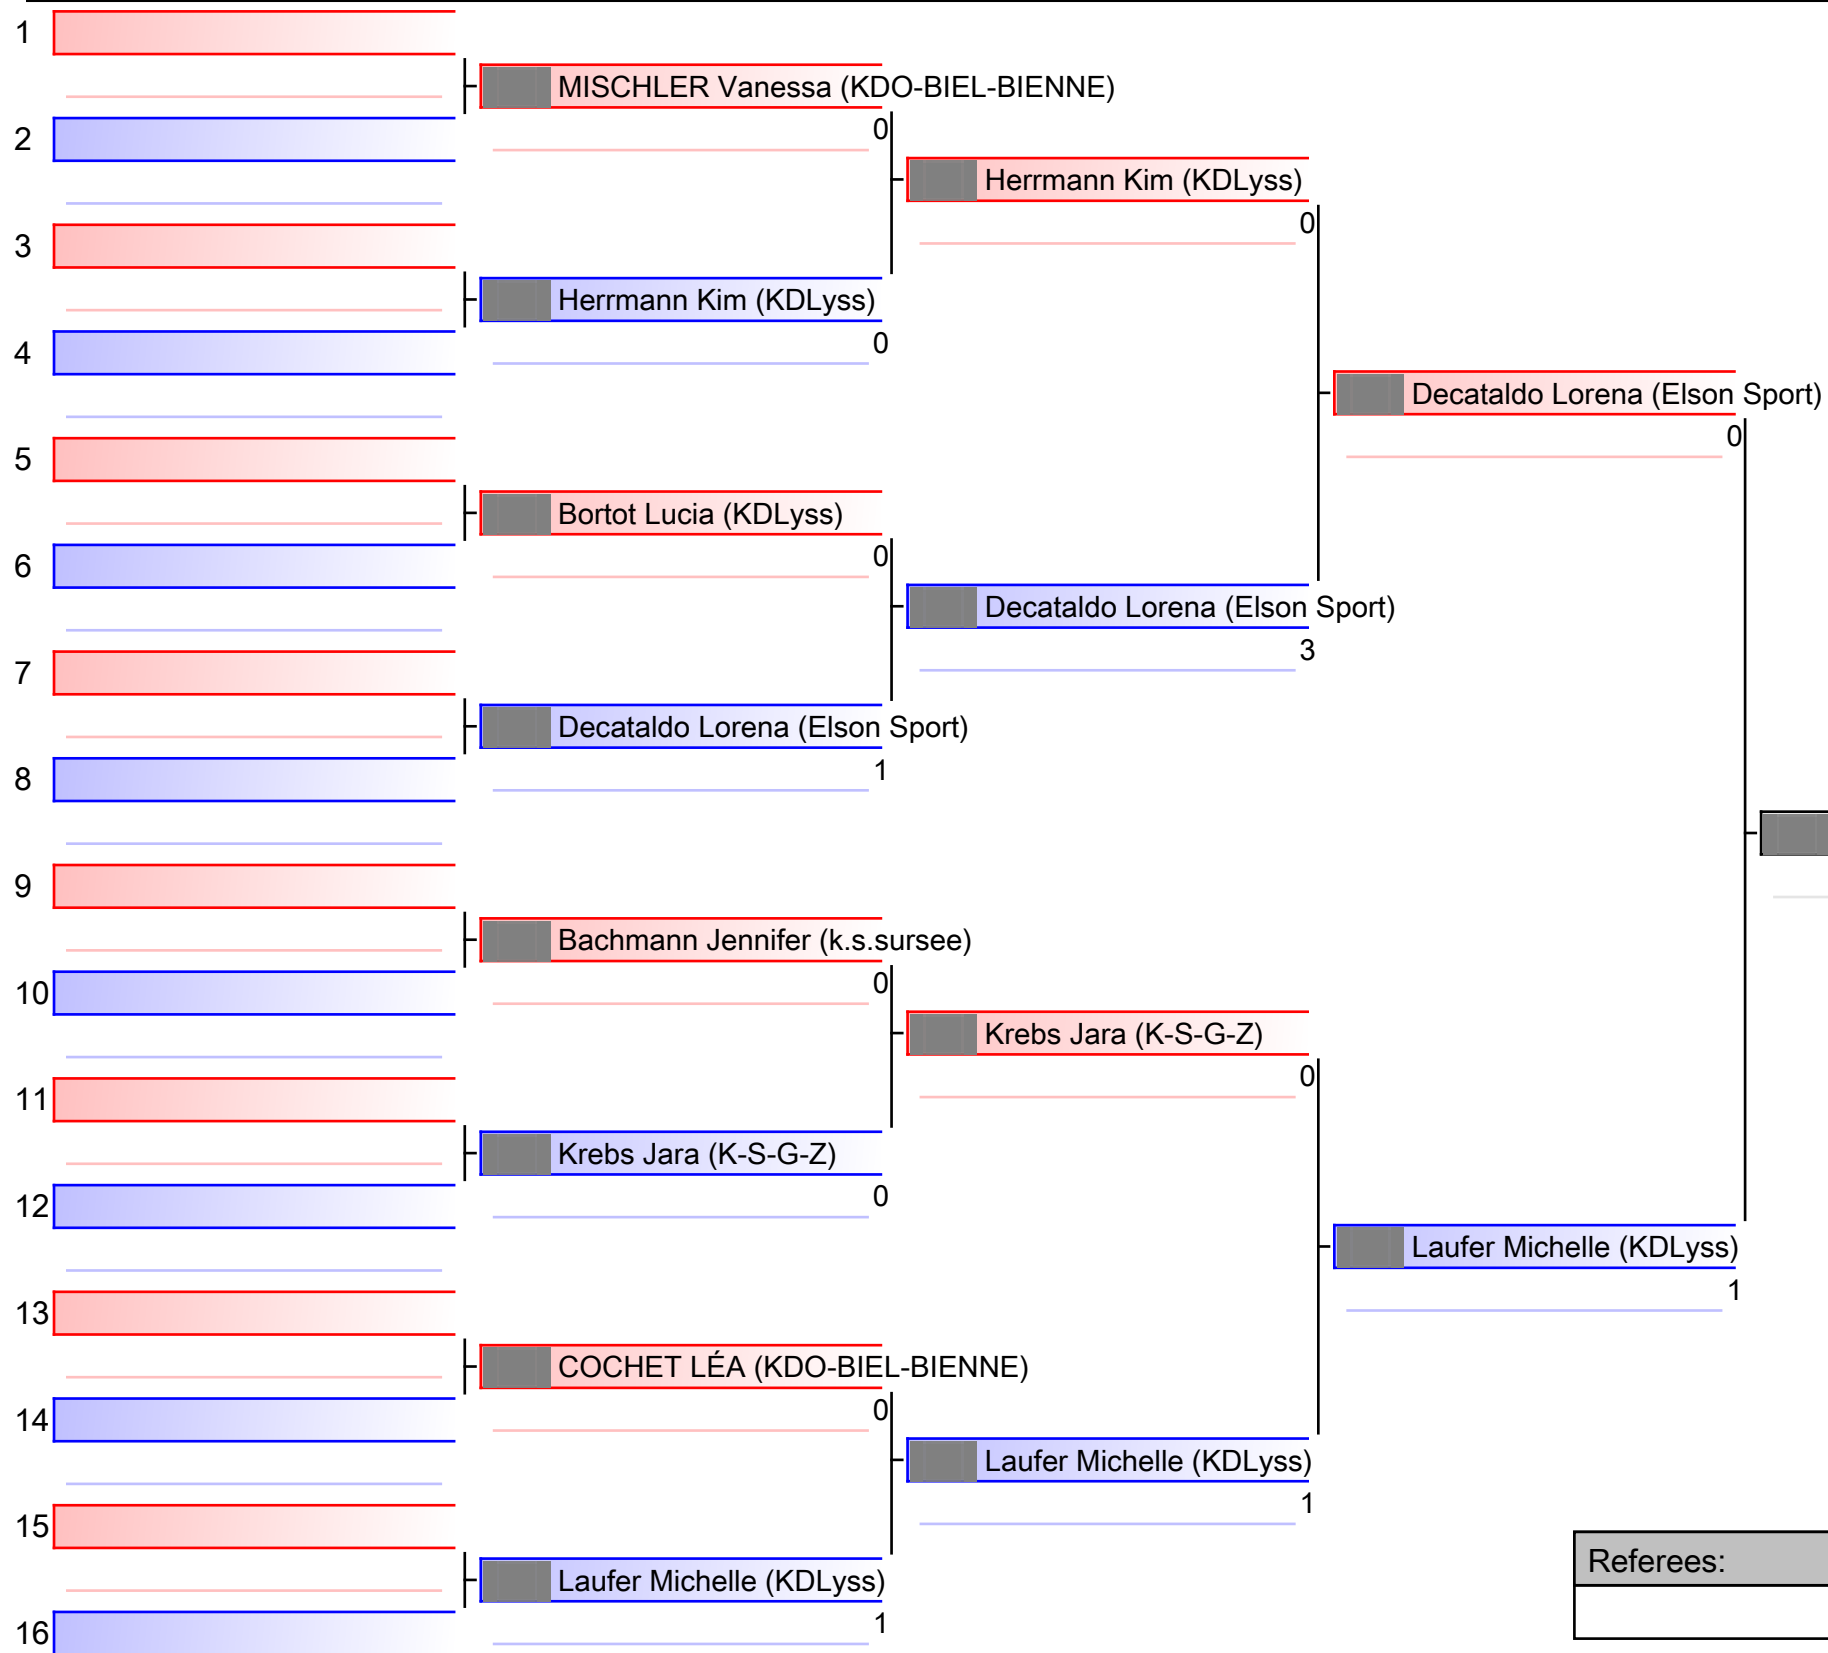 1
MISCHLER Vanessa (KDO-BIEL-BIENNE)
0
2
Herrmann Kim (KDLyss)
0
3
Herrmann Kim (KDLyss)
0
4
Decataldo Lorena (Elson Sport)
0
5
Bortot Lucia (KDLyss)
0
6
Decataldo Lorena (Elson Sport)
3
7
Decataldo Lorena (Elson Sport)
1
8
9
Bachmann Jennifer (k.s.sursee)
0
10
Krebs Jara (K-S-G-Z)
0
11
Krebs Jara (K-S-G-Z)
0
12
Laufer Michelle (KDLyss)
1
13
COCHET LÉA (KDO-BIEL-BIENNE)
0
14
Laufer Michelle (KDLyss)
1
15
Laufer Michelle (KDLyss)
1
16
Referees: